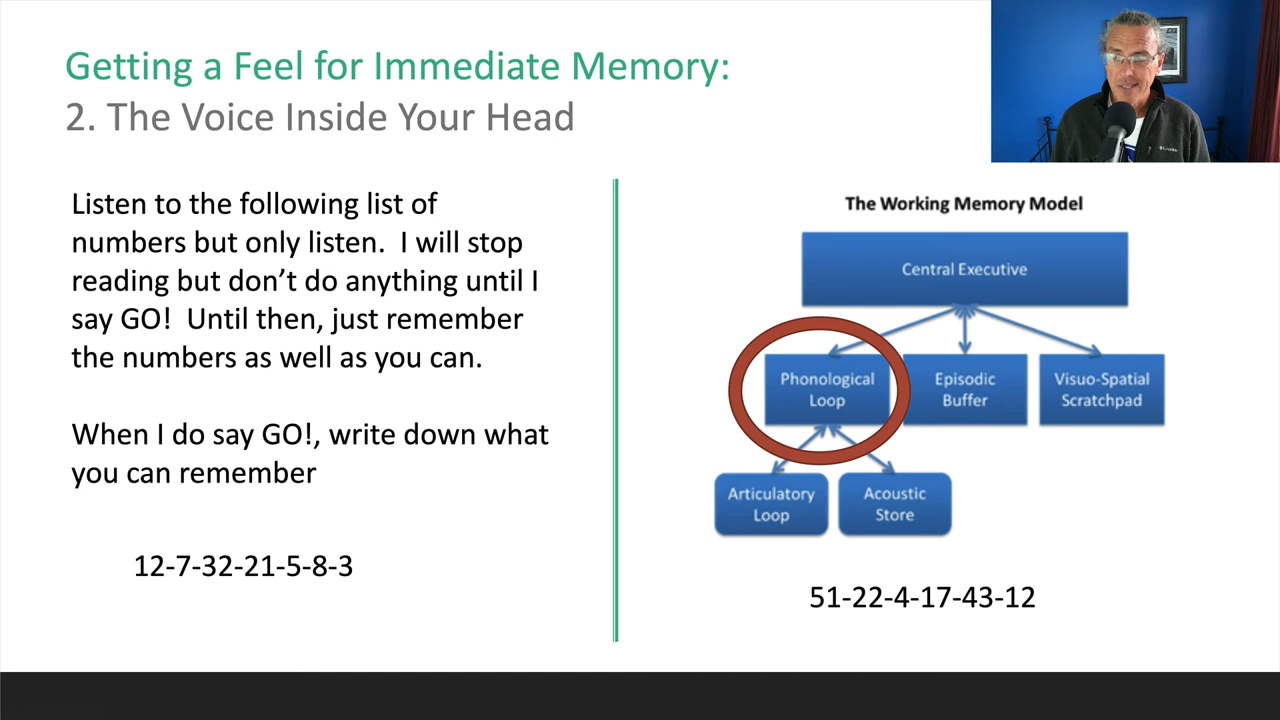 Getting a Feel for Immediate Memory:
2. The Voice Inside Your Head
Listen to the following list of
numbers but only listen.  I will stop
reading but don’t do anything until I
say GO!  Until then, just remember
the numbers as well as you can.
When I do say GO!, write down what
you can remember
12-7-32-21-5-8-3
The Working Memory Model
Central Executive
Phonological
Loop
Episodic
Buffer
Visuo-Spatial
Scratchpad
Articulatory
Loop
Acoustic
Store
51-22-4-17-43-12